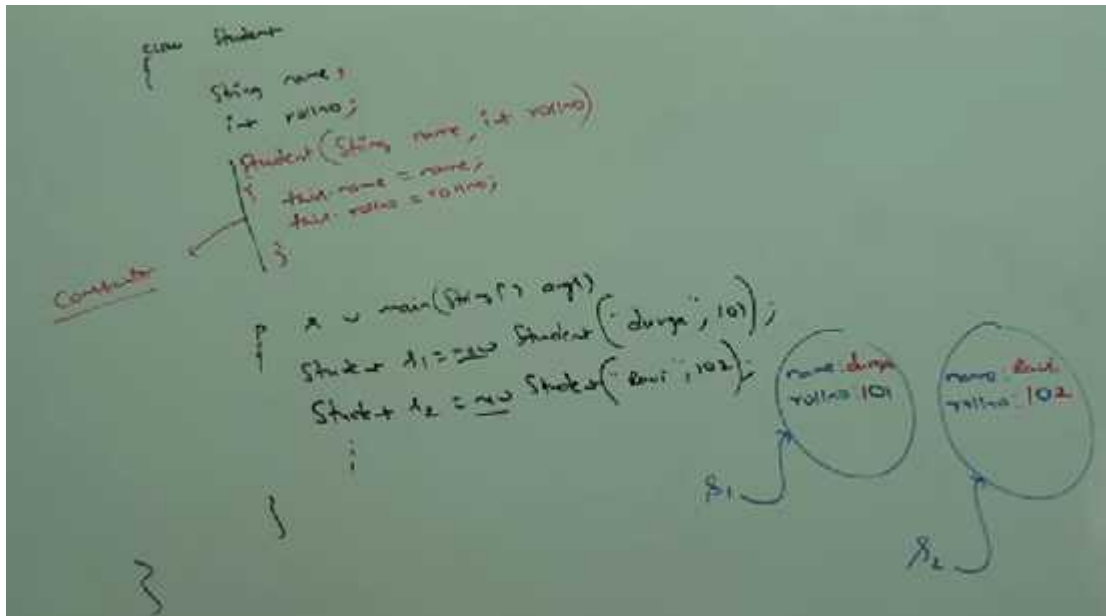 class Student
{
String name;
int rollno;
Student(String name, int rollno)
{ this.name = name;
this.rollno = rollno;
}
Constructor
p s v main(String[] args)
{
Student s1 = new Student("durga", 101);
Student s2 = new Student("Ravi", 102);
;
}
}
name: durga
rollno: 101
s1
name: Ravi
rollno: 102
s2